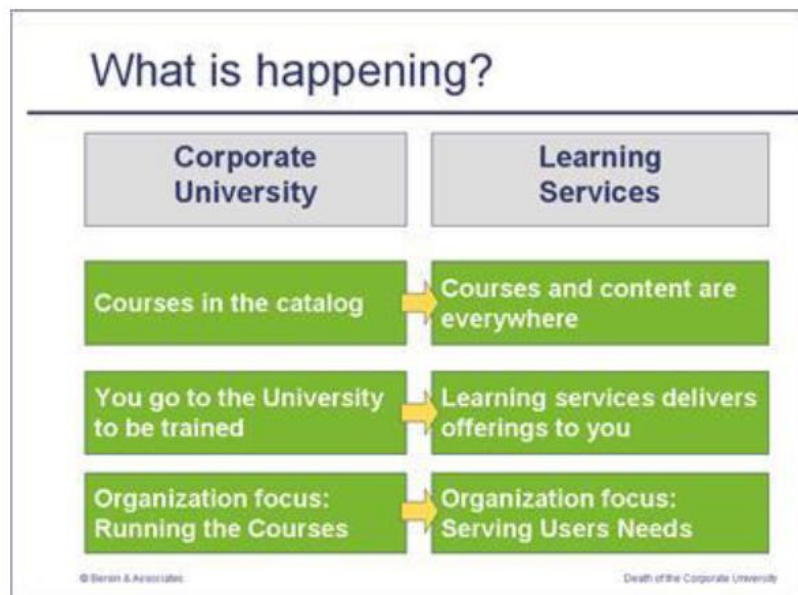 What is happening?
Corporate
University
Learning
Services
Courses in the catalog
Courses and content are
everywhere
You go to the University
to be trained
Learning services delivers
offerings to you
Organization focus:
Running the Courses
Organization focus:
Serving Users Needs
© Bersin & Associates
Death of the Corporate University